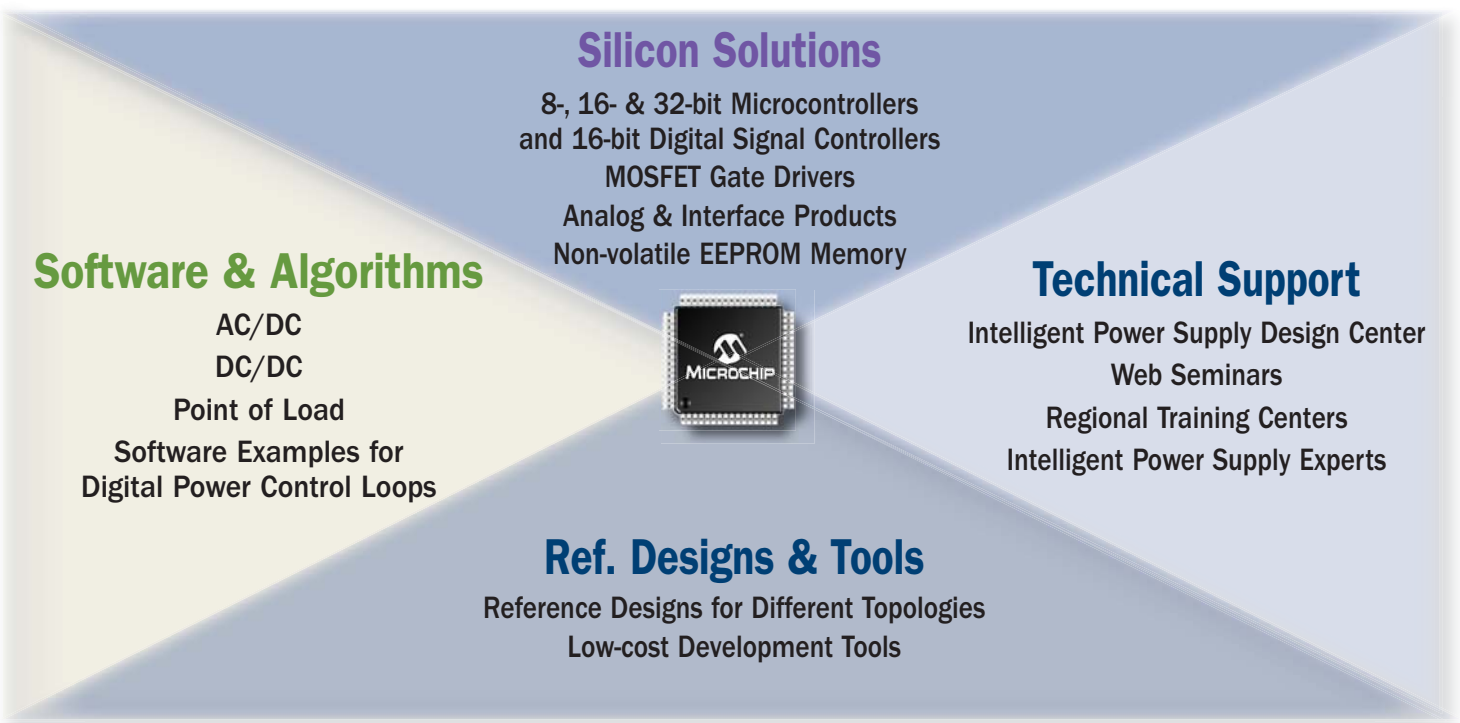 Silicon Solutions
8-, 16- & 32-bit Microcontrollers
and 16-bit Digital Signal Controllers
MOSFET Gate Drivers
Analog & Interface Products
Non-volatile EEPROM Memory
Software & Algorithms
AC/DC
DC/DC
Point of Load
Software Examples for
Digital Power Control Loops
MICROCHIP
Technical Support
Intelligent Power Supply Design Center
Web Seminars
Regional Training Centers
Intelligent Power Supply Experts
Ref. Designs & Tools
Reference Designs for Different Topologies
Low-cost Development Tools